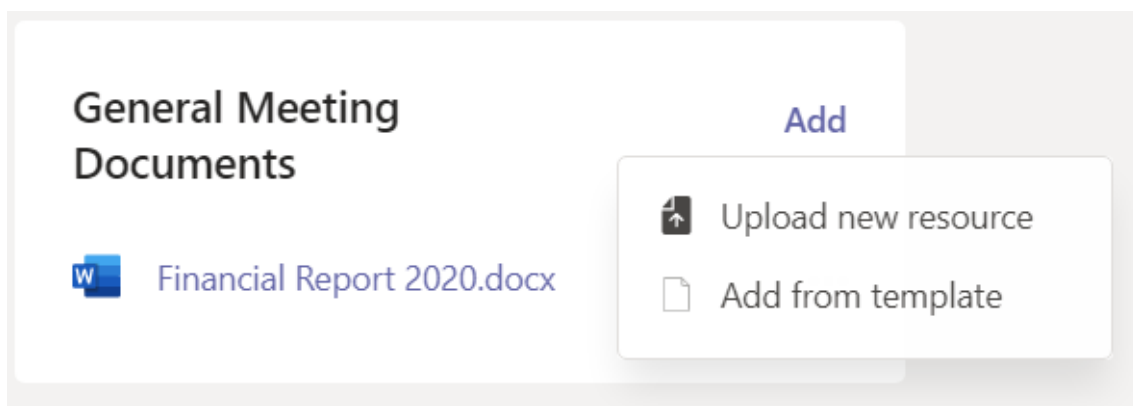 General Meeting
Documents
Add
Upload new resource
W Financial Report 2020.docx
Add from template